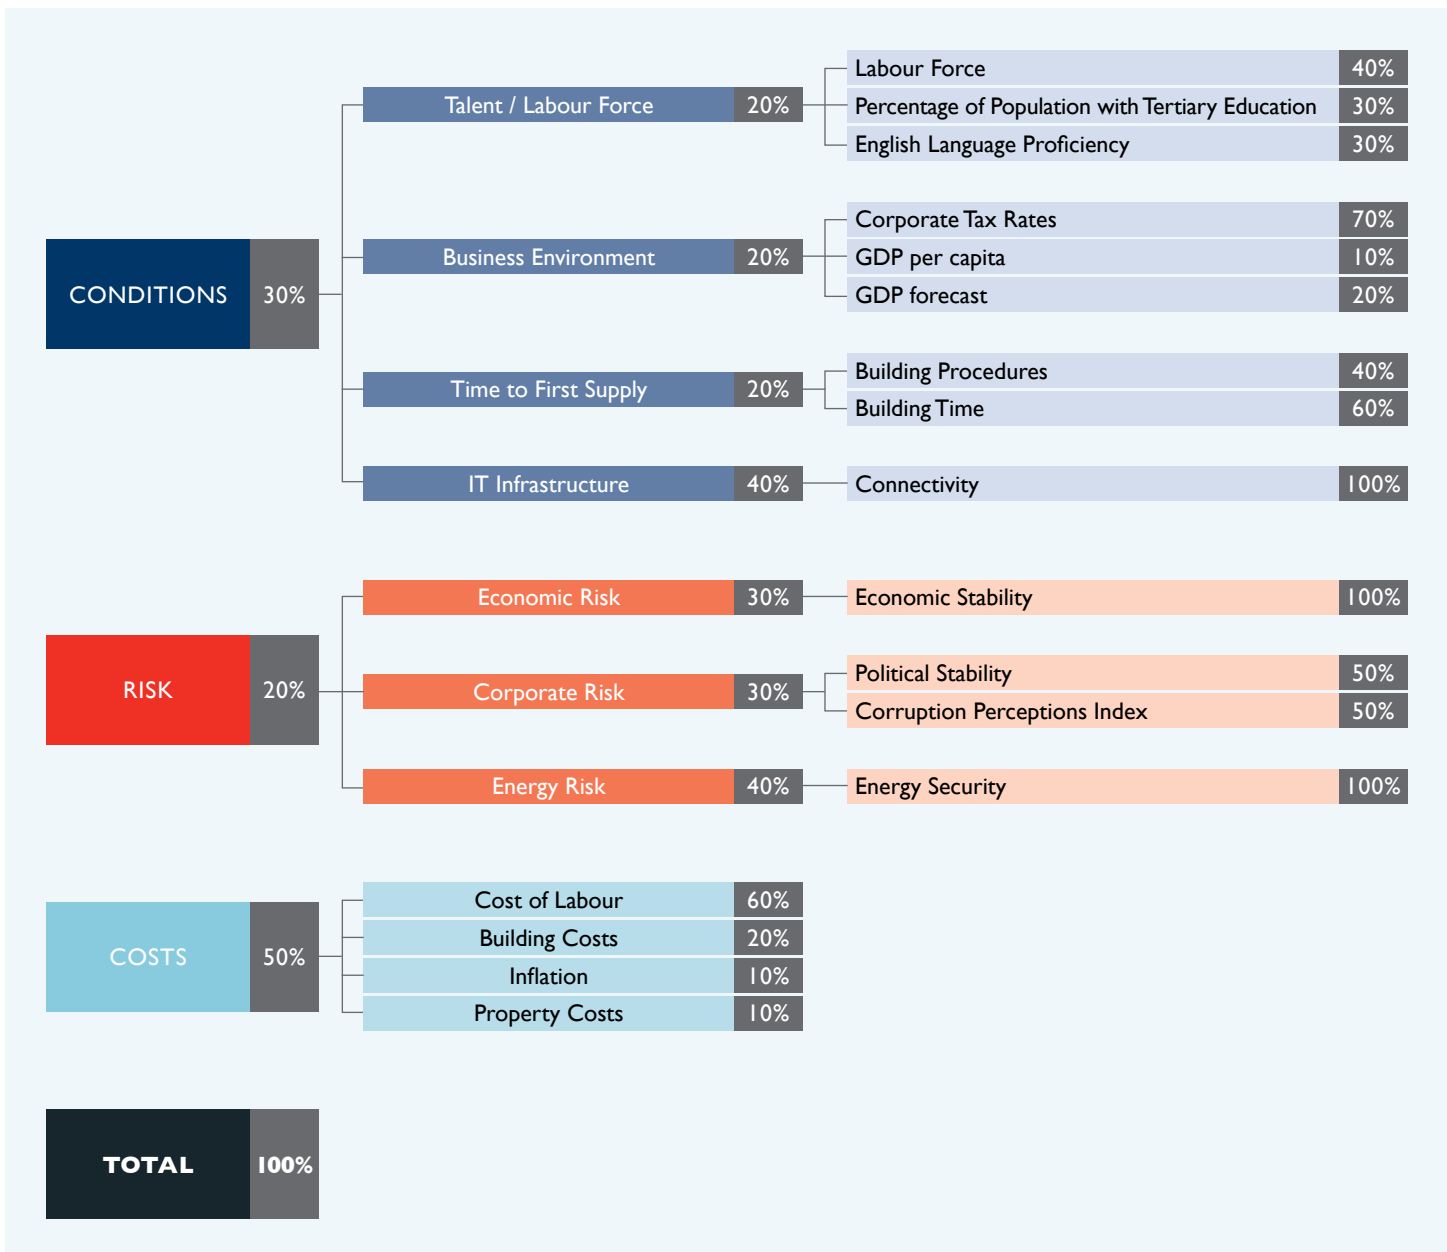 CONDITIONS 30%
Talent / Labour Force 20%
Labour Force 40%
Percentage of Population with Tertiary Education 30%
English Language Proficiency 30%
Business Environment 20%
Corporate Tax Rates 70%
GDP per capita 10%
GDP forecast 20%
Time to First Supply 20%
Building Procedures 40%
Building Time 60%
IT Infrastructure 40%
Connectivity 100%
RISK 20%
Economic Risk 30%
Economic Stability 100%
Corporate Risk 30%
Political Stability 50%
Corruption Perceptions Index 50%
Energy Risk 40%
Energy Security 100%
COSTS 50%
Cost of Labour 60%
Building Costs 20%
Inflation 10%
Property Costs 10%
TOTAL 100%